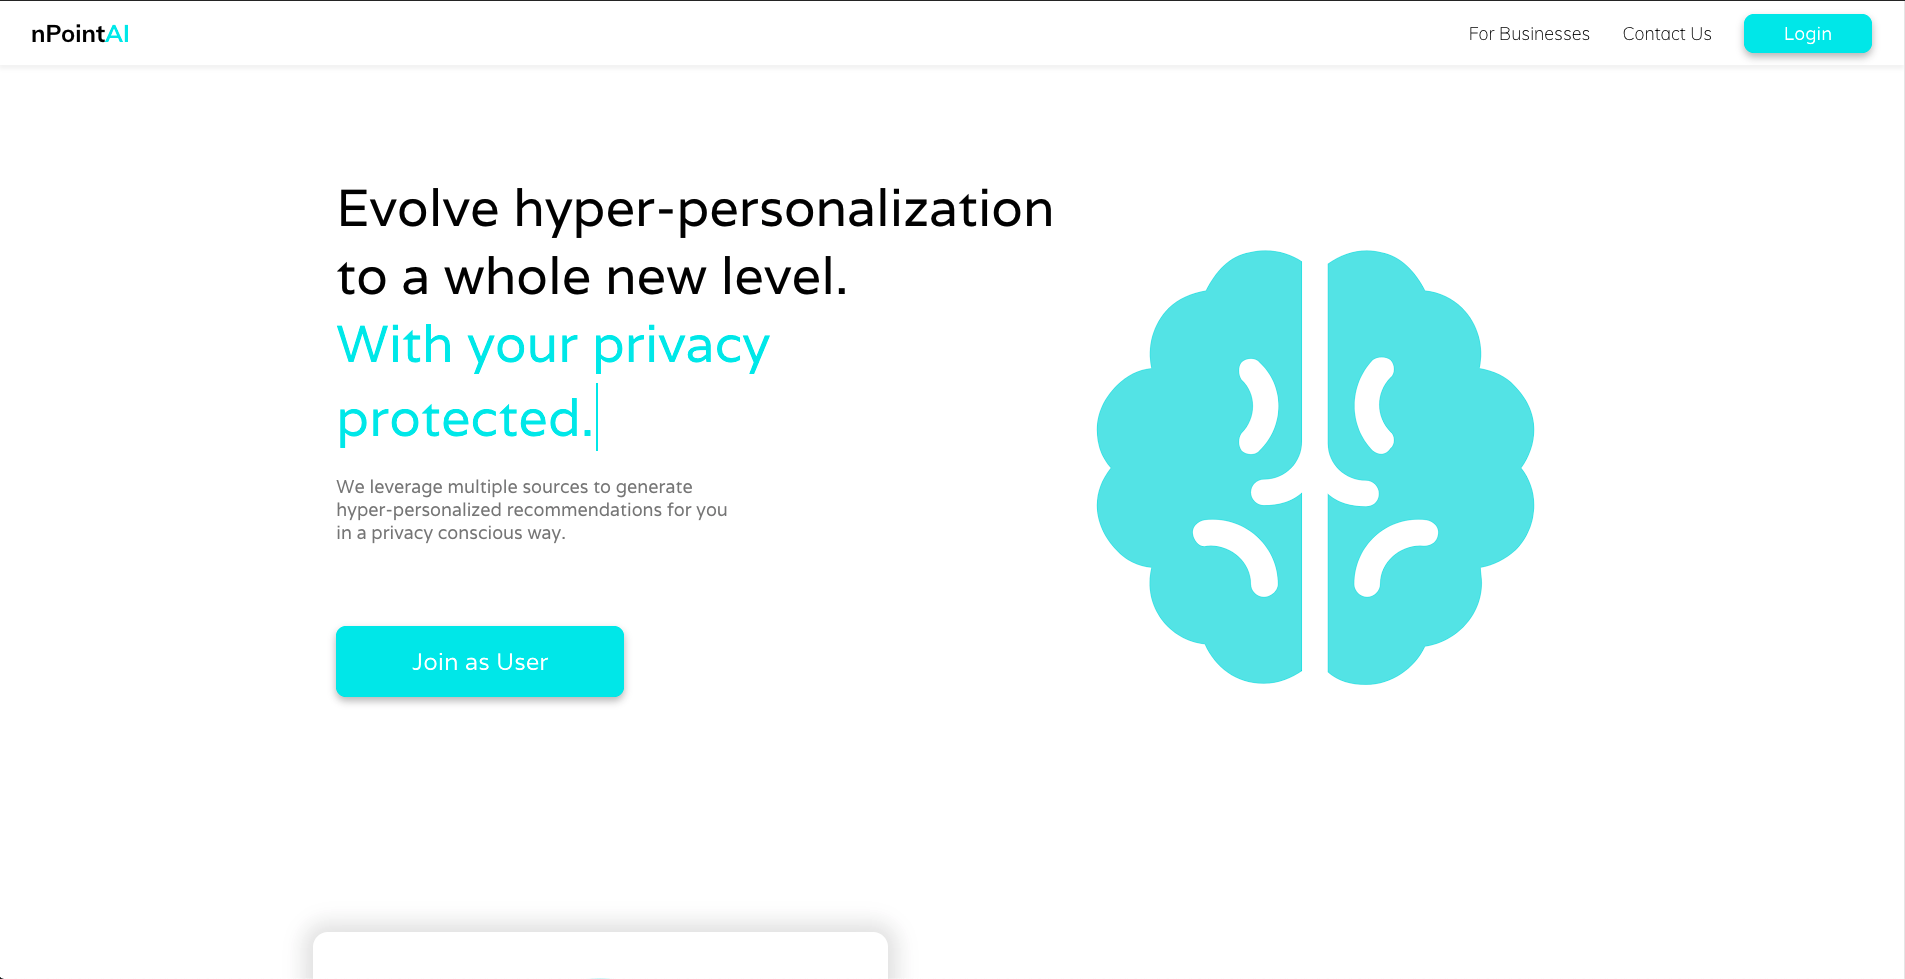 nPointAI
For Businesses
Contact Us
Login
Evolve hyper-personalization
to a whole new level.
With your privacy
protected.
We leverage multiple sources to generate
hyper-personalized recommendations for you
in a privacy conscious way.
Join as User